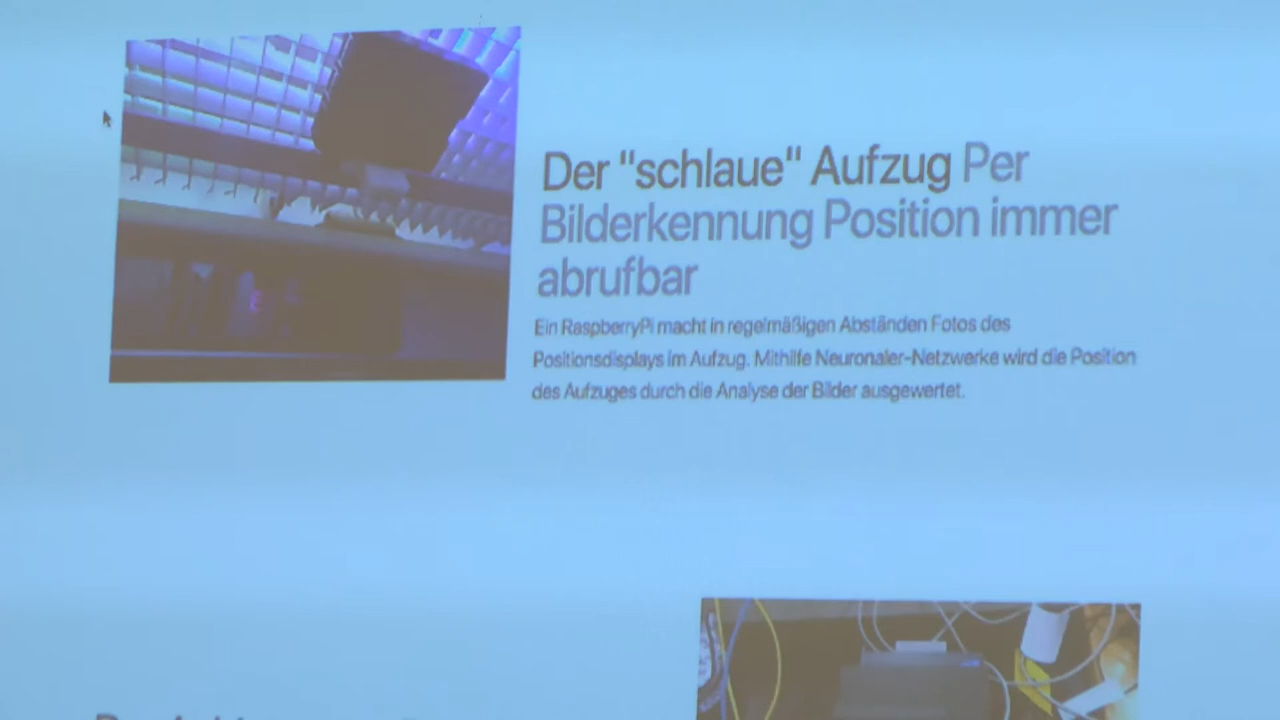 Der "schlaue" Aufzug Per
Bilderkennung Position immer
abrufbar
Ein RaspberryPi macht in regelmäßigen Abständen Fotos des
Positionsdisplays im Aufzug. Mithilfe Neuronaler-Netzwerke wird die Position
des Aufzuges durch die Analyse der Bilder ausgewertet.